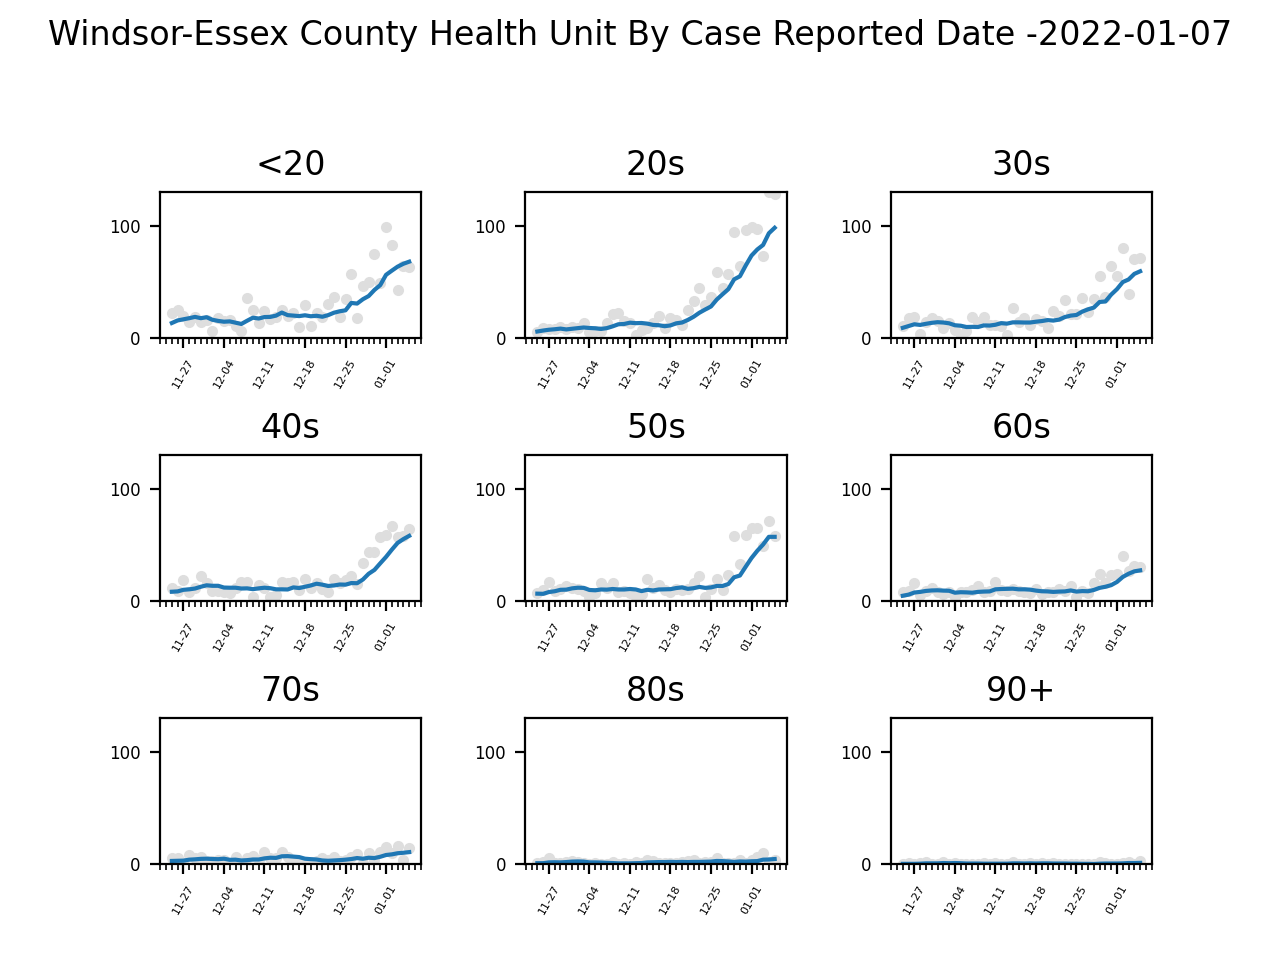 Windsor-Essex County Health Unit By Case Reported Date -2022-01-07
<20 20s 30s
100 100 100
0 0 0
11-27 12-04 12-11 12-18 12-25 01-01 11-27 12-04 12-11 12-18 12-25 01-01 11-27 12-04 12-11 12-18 12-25 01-01
40s 50s 60s
100 100 100
0 0 0
11-27 12-04 12-11 12-18 12-25 01-01 11-27 12-04 12-11 12-18 12-25 01-01 11-27 12-04 12-11 12-18 12-25 01-01
70s 80s 90+
100 100 100
0 0 0
11-27 12-04 12-11 12-18 12-25 01-01 11-27 12-04 12-11 12-18 12-25 01-01 11-27 12-04 12-11 12-18 12-25 01-01